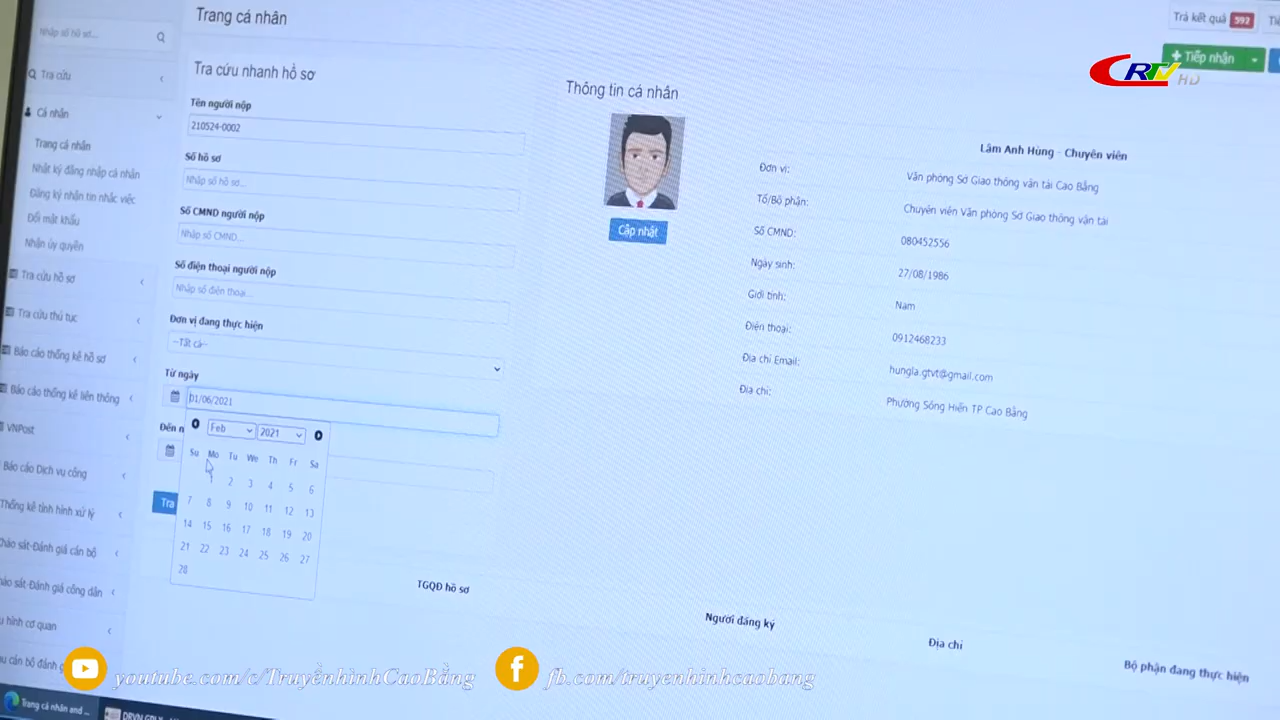 Trang cá nhân
Trả kết quả 592
Nhập số hồ sơ...
Tiếp nhận
CRTV HD
Tra cứu
Cá nhân
Trang cá nhân
Nhật ký đăng nhập cá nhân
Đăng ký nhận tin nhắc việc
Đổi mật khẩu
Nhận ủy quyền
Tra cứu hồ sơ
Tra cứu thủ tục
Báo cáo thống kê hồ sơ
Báo cáo thống kê liên thông
VNPost
Báo cáo Dịch vụ công
Thống kê tình hình xử lý
sát-Đánh giá cán bộ
sát-Đánh giá công dân
hình cơ quan
cán bộ đánh
Tra cứu nhanh hồ sơ
Tên người nộp
210524-0002
Số hồ sơ
Nhập số hồ sơ...
Số CMND người nộp
Nhập số CMND...
Số điện thoại người nộp
Nhập số điện thoại...
Đơn vị đang thực hiện
--Tất cả--
Từ ngày
01/06/2021
Đến n
Feb 2021
Su Mo Tu We Th Fr Sa
1 2 3 4 5 6
7 8 9 10 11 12 13
14 15 16 17 18 19 20
21 22 23 24 25 26 27
28
Tra
Thông tin cá nhân
Cập nhật
Lâm Anh Hùng - Chuyên viên
Đơn vị: Văn phòng Sở Giao thông vận tải Cao Bằng
Tổ/Bộ phận: Chuyên viên Văn phòng Sở Giao thông vận tải
Số CMND: 080452556
Ngày sinh: 27/08/1986
Giới tính: Nam
Điện thoại: 0912468233
Địa chỉ Email: hungla.gtvt@gmail.com
Địa chỉ: Phường Sông Hiến TP Cao Bằng
TGQĐ hồ sơ
Người đăng ký
Địa chỉ
Bộ phận đang thực hiện
youtube.com/c/TruyềnhìnhCaoBằng
fb.com/truyenhinhcaobang
Trang cá nhân and ...